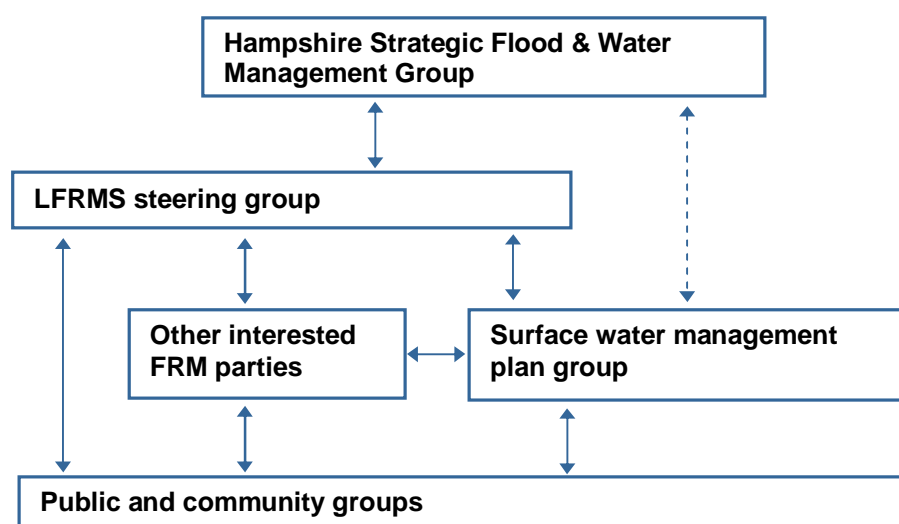 Hampshire Strategic Flood & Water
Management Group
LFRMS steering group
Other interested
FRM parties
Surface water management
plan group
Public and community groups